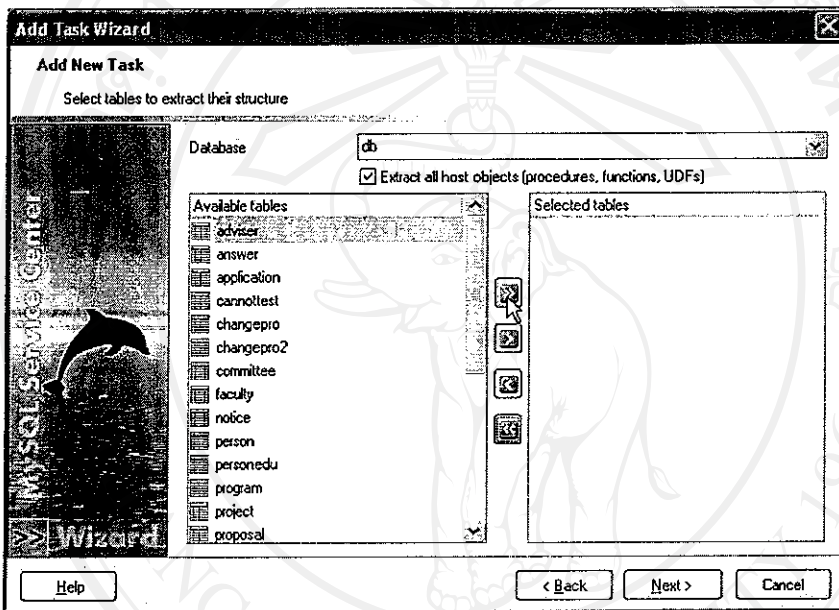 Add Task Wizard
Add New Task
Select tables to extract their structure
Database
db
Extract all host objects (procedures, functions, UDFs)
Available tables
adviser
answer
application
cannottest
changepro
changepro2
committee
faculty
notice
person
personedu
program
project
proposal
Selected tables
MySQL Service Center
>> Wizard
Help
< Back
Next >
Cancel